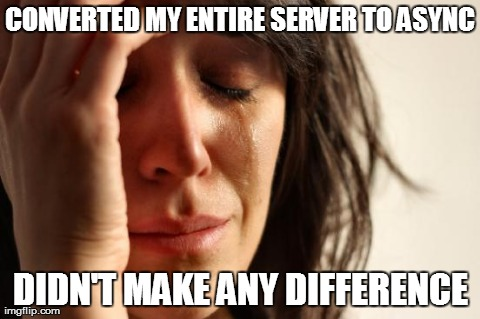 CONVERTED MY ENTIRE SERVER TO ASYNC
DIDN'T MAKE ANY DIFFERENCE
imgflip.com